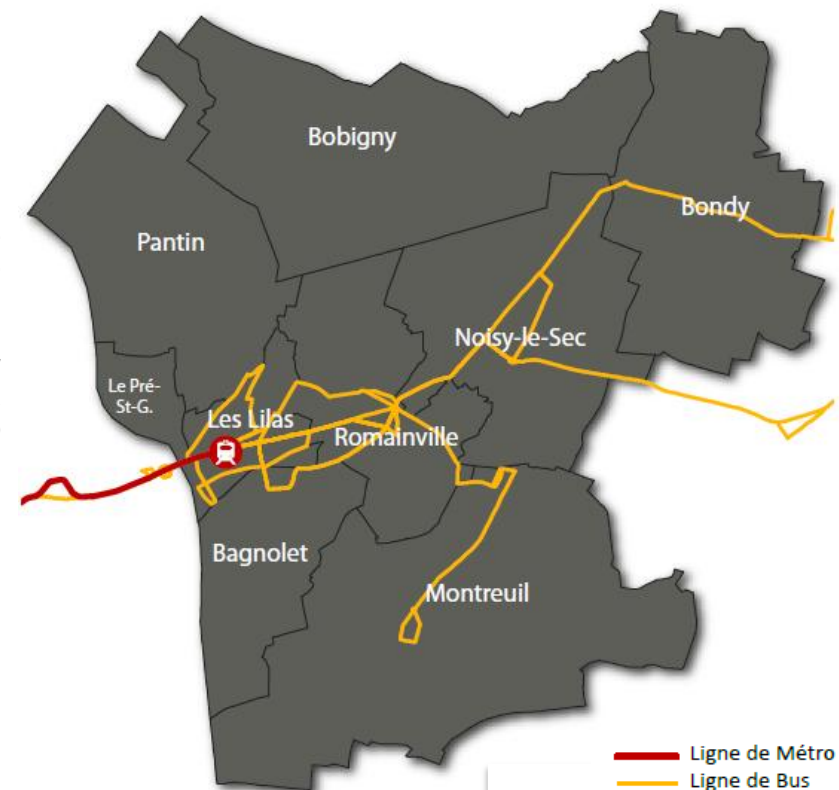 Bobigny
Bondy
Pantin
Noisy-le-Sec
Le Pré-
St-G.
Les Lilas
Romainville
Bagnolet
Montreuil
Ligne de Métro
Ligne de Bus